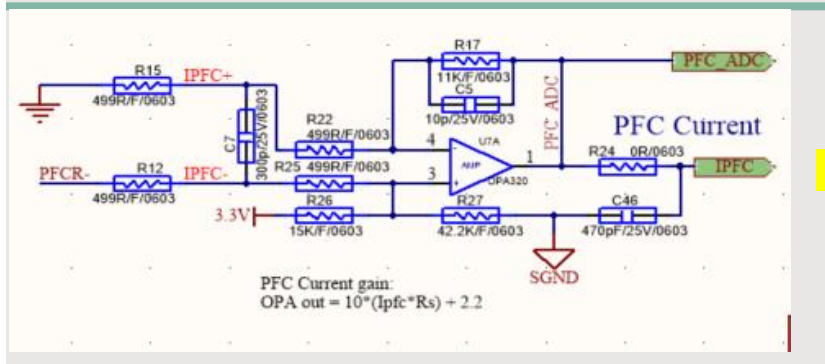 R17
PFC_ADC
11K/F/0603
R15
IPFC+
499R/F/0603
C5
10p/25V/0603
PFC_ADC
C7
300p/25V/0603
R22
499R/F/0603
4
U7A
PFC Current
AMP
1
R24 0R/0603
PFCR-
R12
IPFC-
R25 499R/F/0603
3
OPA320
IPFC
499R/F/0603
3.3V
R26
R27
C46
15K/F/0603
42.2K/F/0603
470pF/25V/0603
SGND
PFC Current gain:
OPA out = 10*(Ipfc*Rs) + 2.2